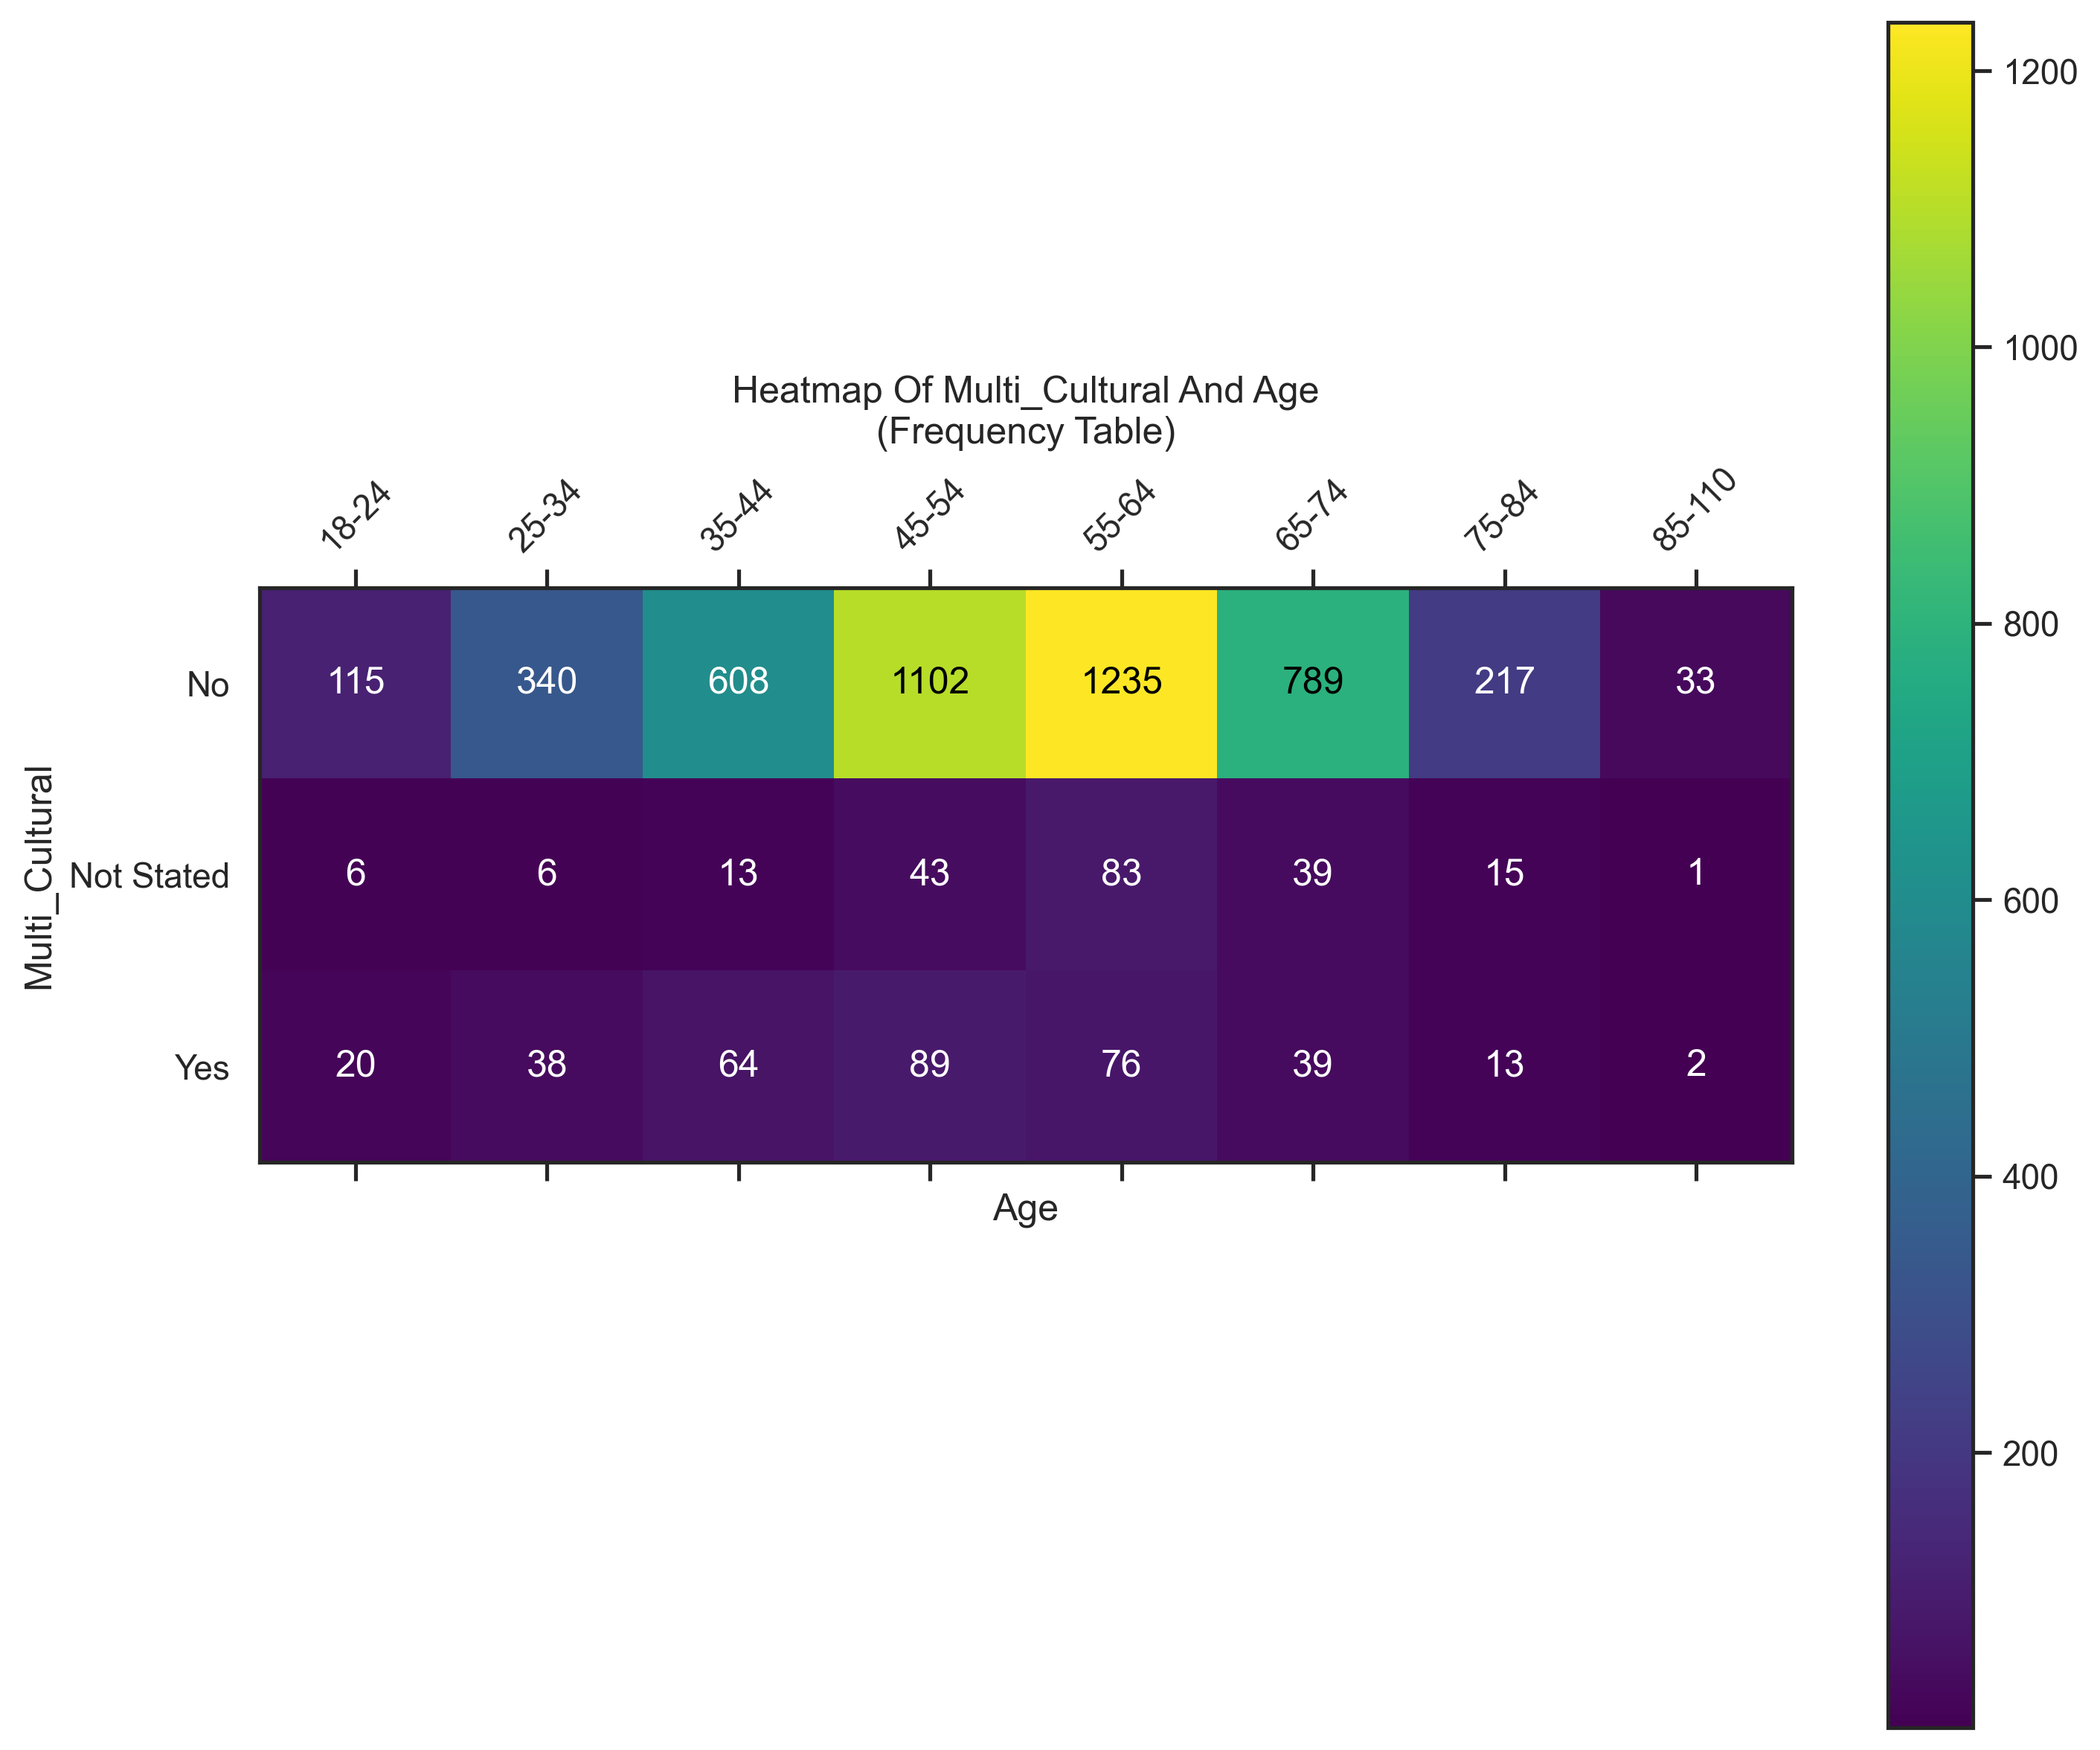 Heatmap Of Multi_Cultural And Age
(Frequency Table)
18-24 25-34 35-44 45-54 55-64 65-74 75-84 85-110
No 115 340 608 1102 1235 789 217 33
Not Stated 6 6 13 43 83 39 15 1
Yes 20 38 64 89 76 39 13 2
Multi_Cultural
Age
1200
1000
800
600
400
200